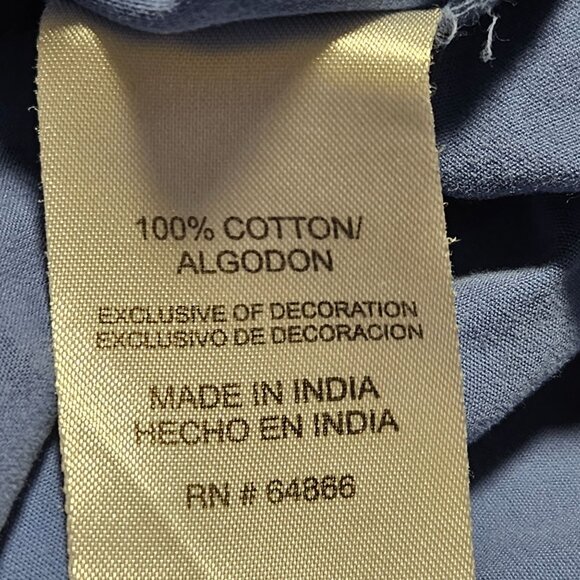 100% COTTON/
ALGODON
EXCLUSIVE OF DECORATION
EXCLUSIVO DE DECORACION
MADE IN INDIA
HECHO EN INDIA
RN # 64866